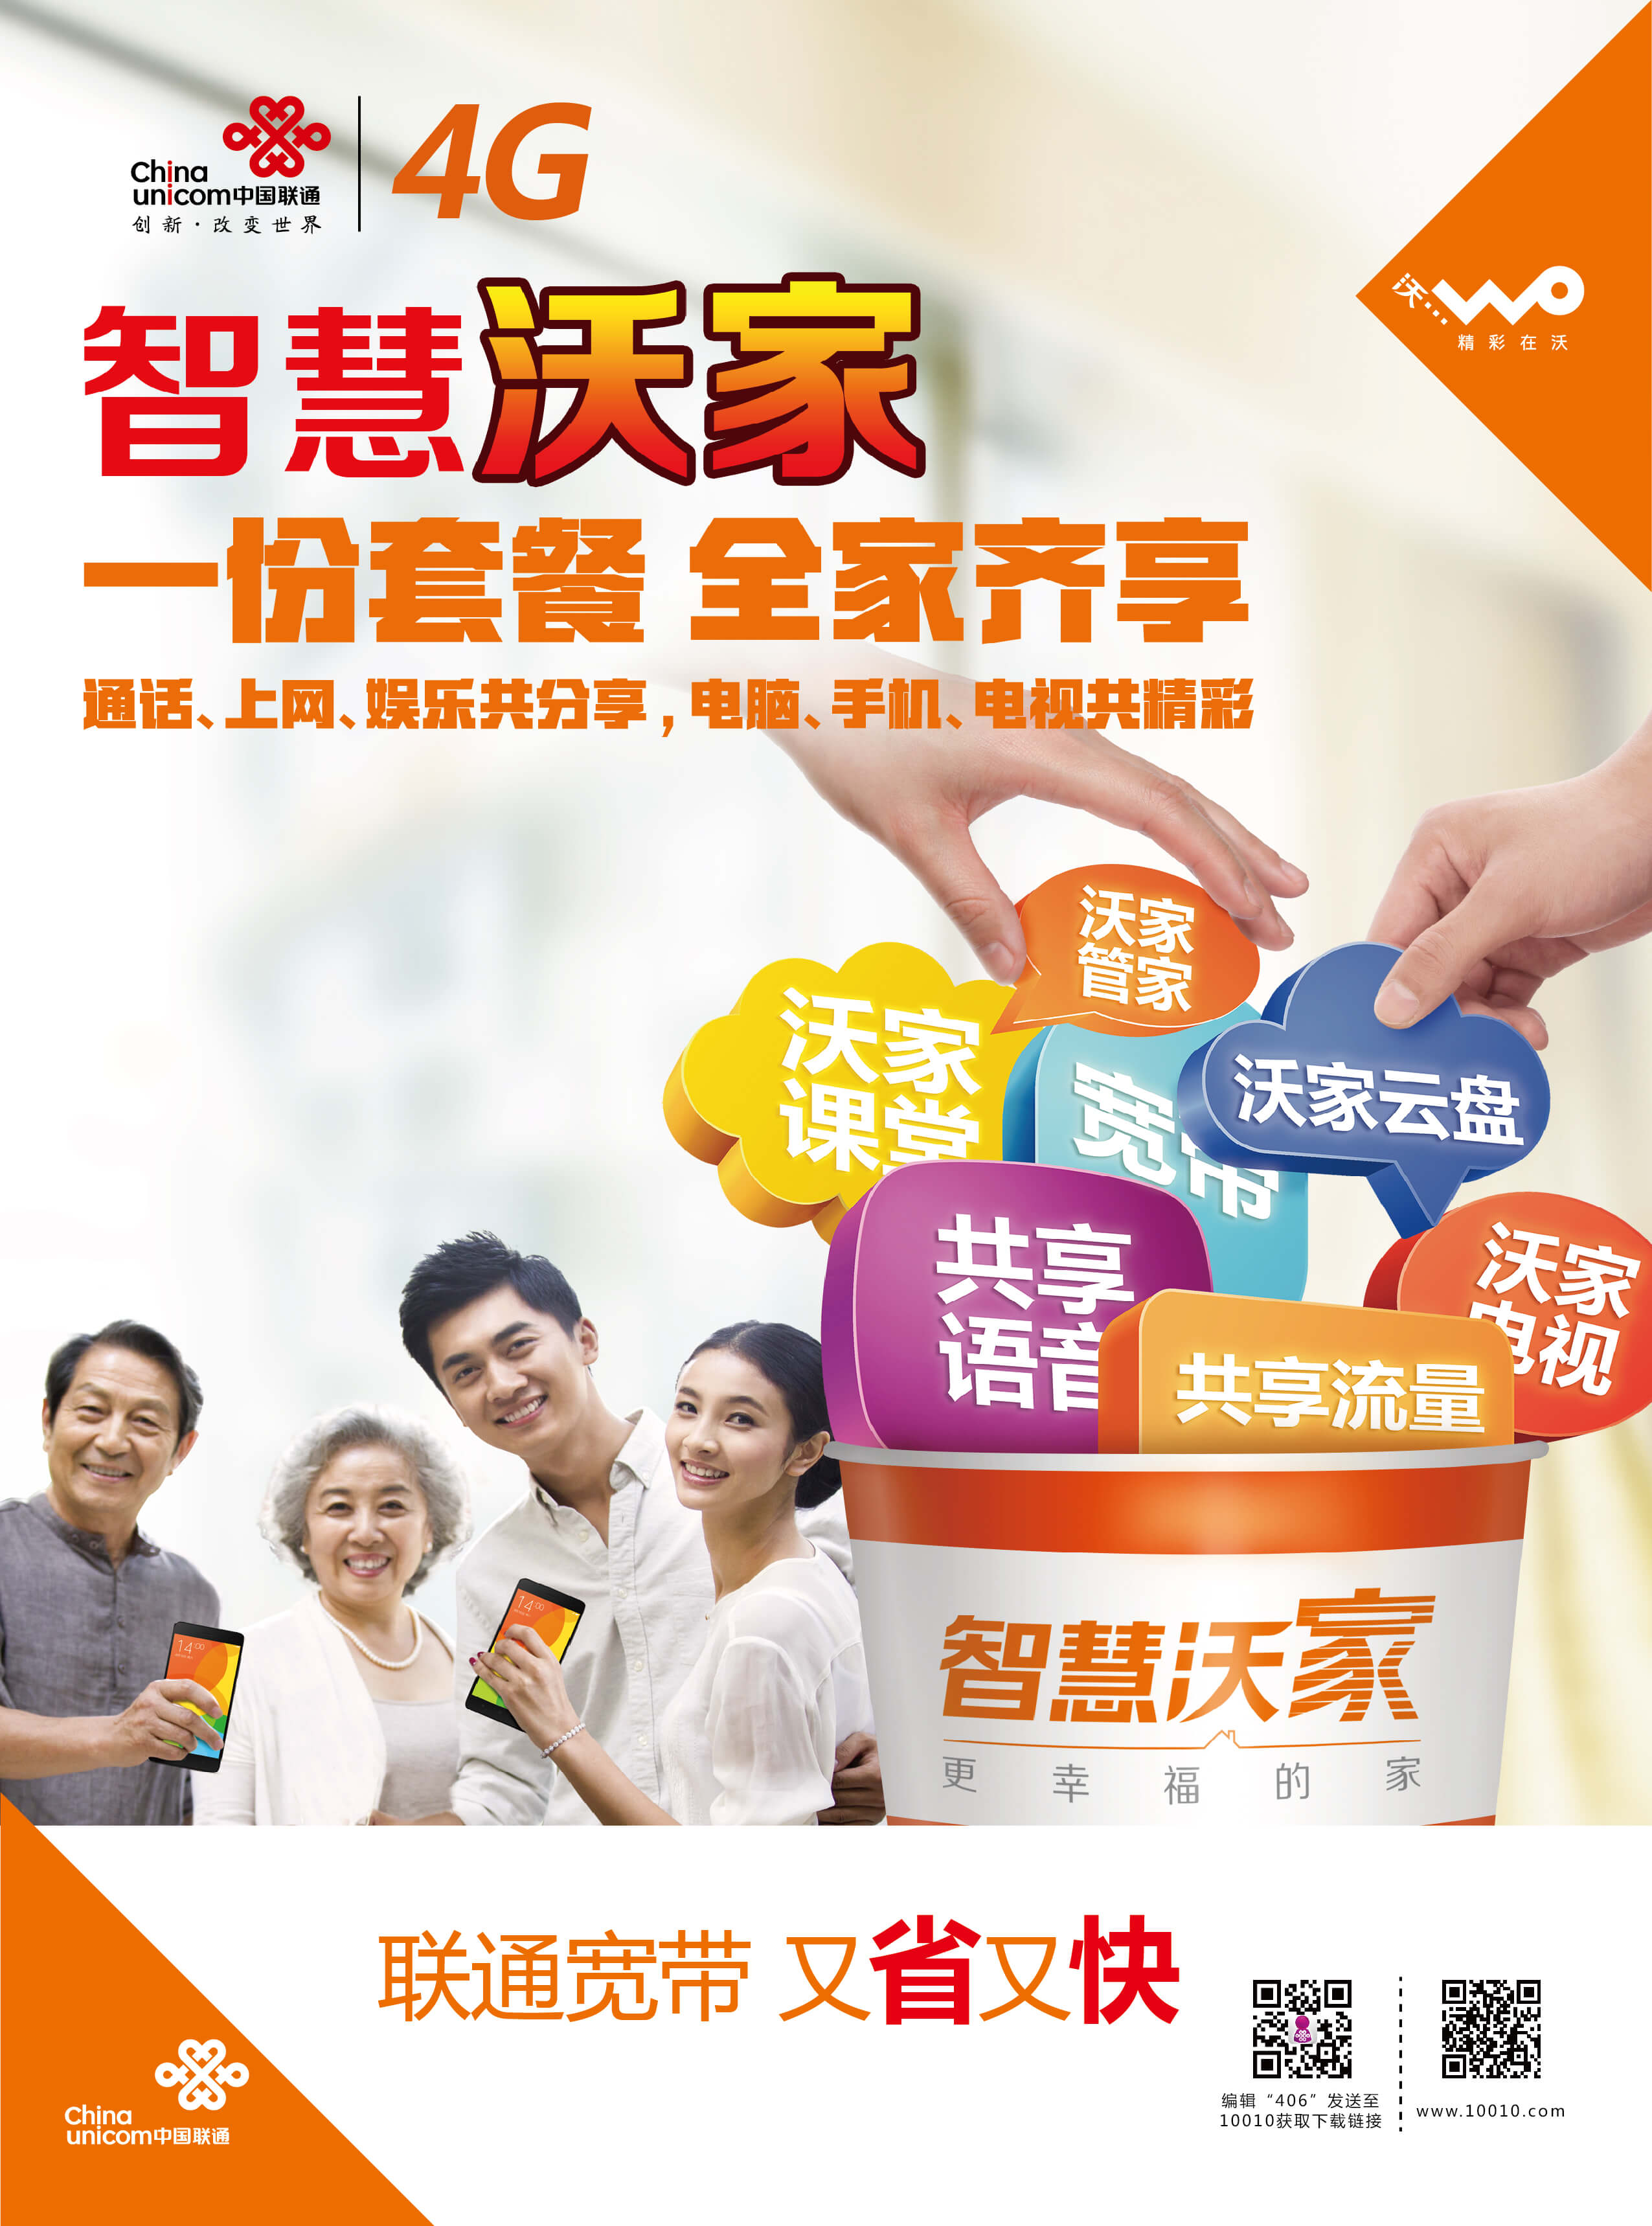 China
unicom中国联通
创新·改变世界
4G
沃...
精彩在沃
智慧沃家
一份套餐 全家齐享
通话、上网、娱乐共分享,电脑、手机、电视共精彩
沃家
管家
沃家
课堂
宽带
沃家云盘
共享
语音
沃家
电视
共享流量
14:00
14:00
智慧沃家
更幸福的家
联通宽带 又省又快
编辑“406”发送至
10010获取下载链接
www.10010.com
China
unicom中国联通